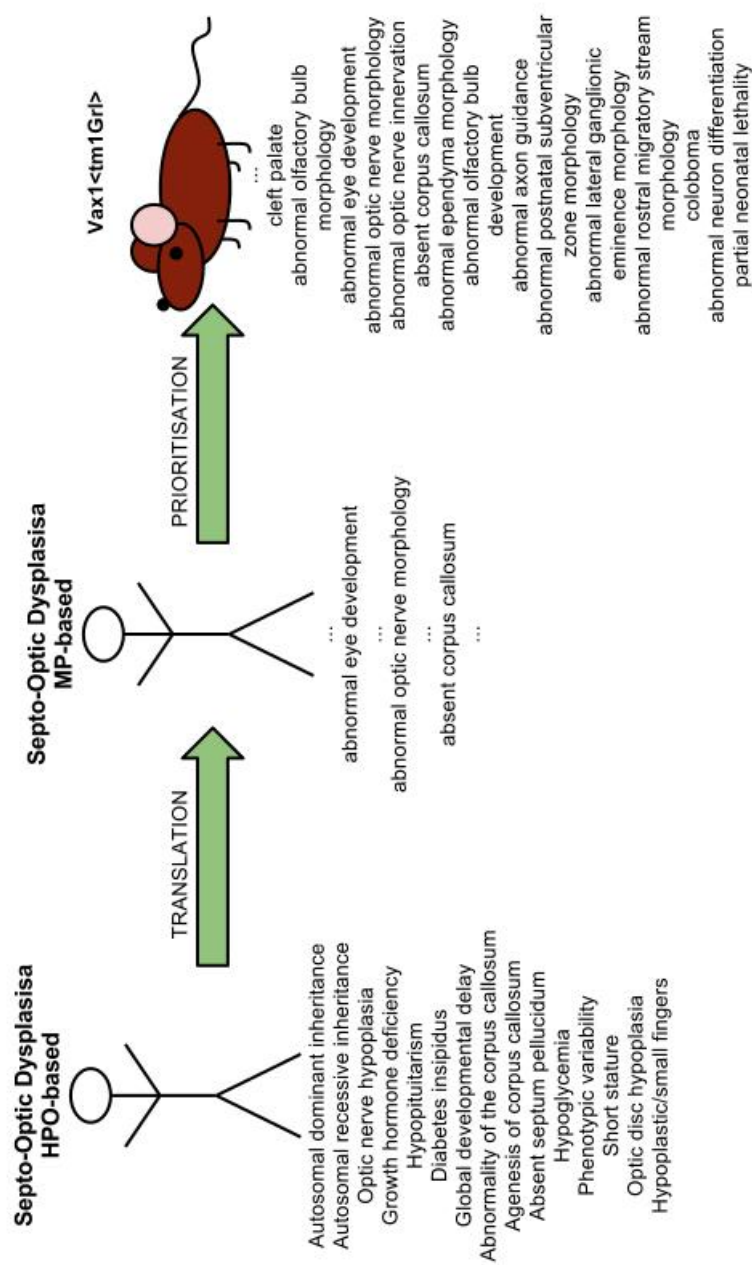 Septo-Optic Dysplasisa
HPO-based
Autosomal dominant inheritance
Autosomal recessive inheritance
Optic nerve hypoplasia
Growth hormone deficiency
Hypopituitarism
Diabetes insipidus
Global developmental delay
Abnormality of the corpus callosum
Agenesis of corpus callosum
Absent septum pellucidum
Hypoglycemia
Phenotypic variability
Short stature
Optic disc hypoplasia
Hypoplastic/small fingers
TRANSLATION
Septo-Optic Dysplasisa
MP-based
...
abnormal eye development
...
abnormal optic nerve morphology
...
absent corpus callosum
...
PRIORITISATION
Vax1<tm1Grl>
...
cleft palate
abnormal olfactory bulb
morphology
abnormal eye development
abnormal optic nerve morphology
abnormal optic nerve innervation
absent corpus callosum
abnormal ependyma morphology
abnormal olfactory bulb
development
abnormal axon guidance
abnormal postnatal subventricular
zone morphology
abnormal lateral ganglionic
eminence morphology
abnormal rostral migratory stream
morphology
coloboma
abnormal neuron differentiation
partial neonatal lethality